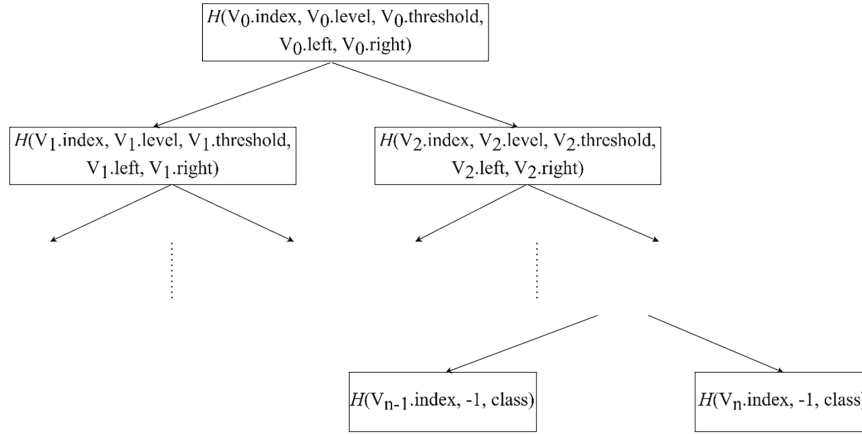 H(V0.index, V0.level, V0.threshold,
V0.left, V0.right)
H(V1.index, V1.level, V1.threshold,
V1.left, V1.right)
H(V2.index, V2.level, V2.threshold,
V2.left, V2.right)
H(Vn-1.index, -1, class)
H(Vn.index, -1, class)